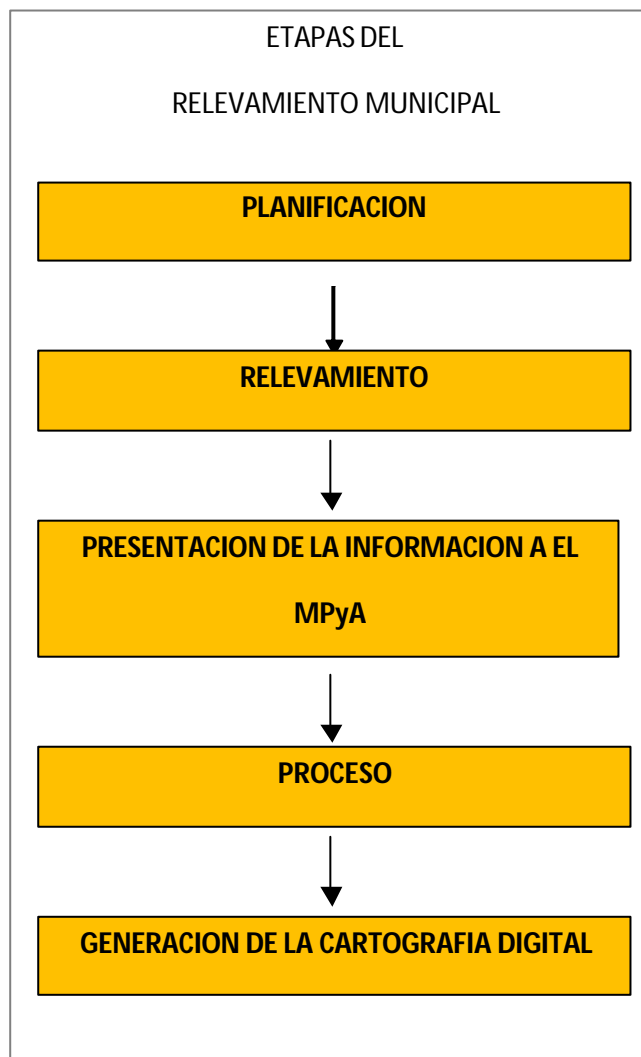 ETAPAS DEL
RELEVAMIENTO MUNICIPAL
PLANIFICACION
RELEVAMIENTO
PRESENTACION DE LA INFORMACION A EL
MPyA
PROCESO
GENERACION DE LA CARTOGRAFIA DIGITAL